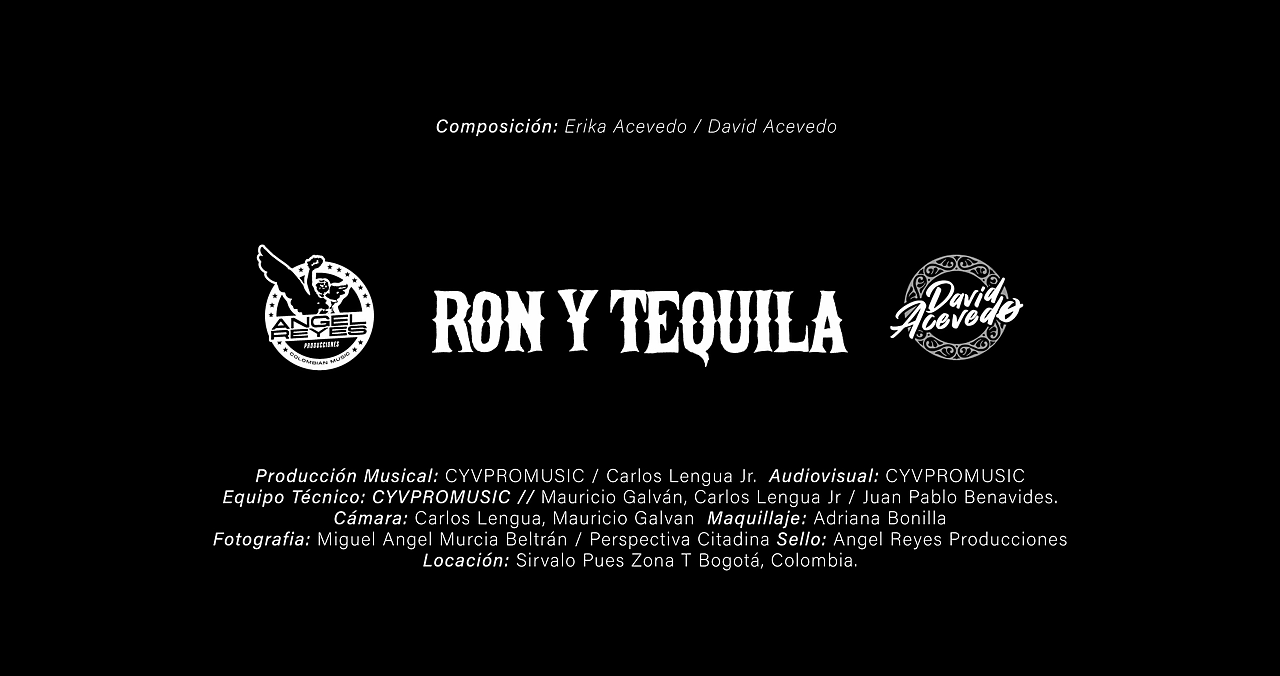 Composición: Erika Acevedo / David Acevedo
ANGEL
REYES
PRODUCCIONES
COLOMBIAN MUSIC
RON Y TEQUILA
David
Acevedo
Producción Musical: CYVPROMUSIC / Carlos Lengua Jr. Audiovisual: CYVPROMUSIC
Equipo Técnico: CYVPROMUSIC // Mauricio Galván, Carlos Lengua Jr / Juan Pablo Benavides.
Cámara: Carlos Lengua, Mauricio Galvan Maquillaje: Adriana Bonilla
Fotografia: Miguel Angel Murcia Beltrán / Perspectiva Citadina Sello: Angel Reyes Producciones
Locación: Sirvalo Pues Zona T Bogotá, Colombia.